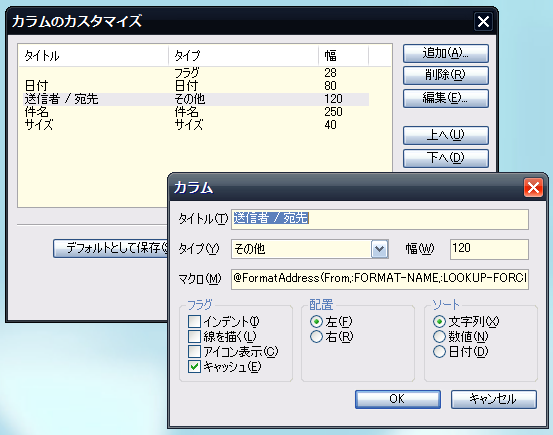 カラムのカスタマイズ
タイトル タイプ 幅
フラグ 28
日付 日付 80
送信者 / 宛先 その他 120
件名 件名 250
サイズ サイズ 40
追加(A)...
削除(R)
編集(E)...
上へ(U)
下へ(D)
デフォルトとして保存(S
カラム
タイトル(T) 送信者 / 宛先
タイプ(Y) その他 幅(W) 120
マクロ(M) @FormatAddress(From,:FORMAT-NAME,:LOOKUP-FORCI
フラグ 配置 ソート
インデント(I) 左(F) 文字列(X)
線を描く(L) 右(R) 数値(N)
アイコン表示(C) 日付(D)
キャッシュ(E)
OK キャンセル